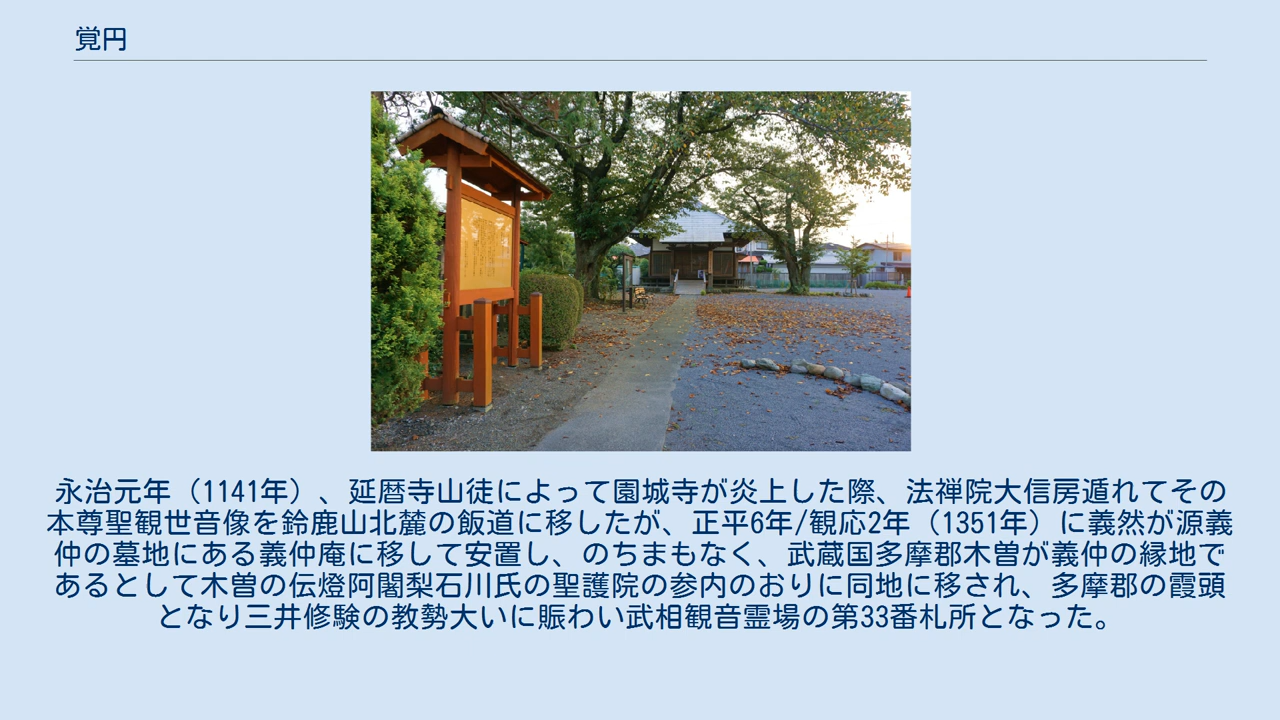 覚円
永治元年（1141年）、延暦寺山徒によって園城寺が炎上した際、法禅院大信房遁れてその
本尊聖観世音像を鈴鹿山北麓の飯道に移したが、正平6年/観応2年（1351年）に義然が源義
仲の墓地にある義仲庵に移して安置し、のちまもなく、武蔵国多摩郡木曽が義仲の縁地で
あるとして木曽の伝燈阿闍梨石川氏の聖護院の参内のおりに同地に移され、多摩郡の霞頭
となり三井修験の教勢大いに賑わい武相観音霊場の第33番札所となった。